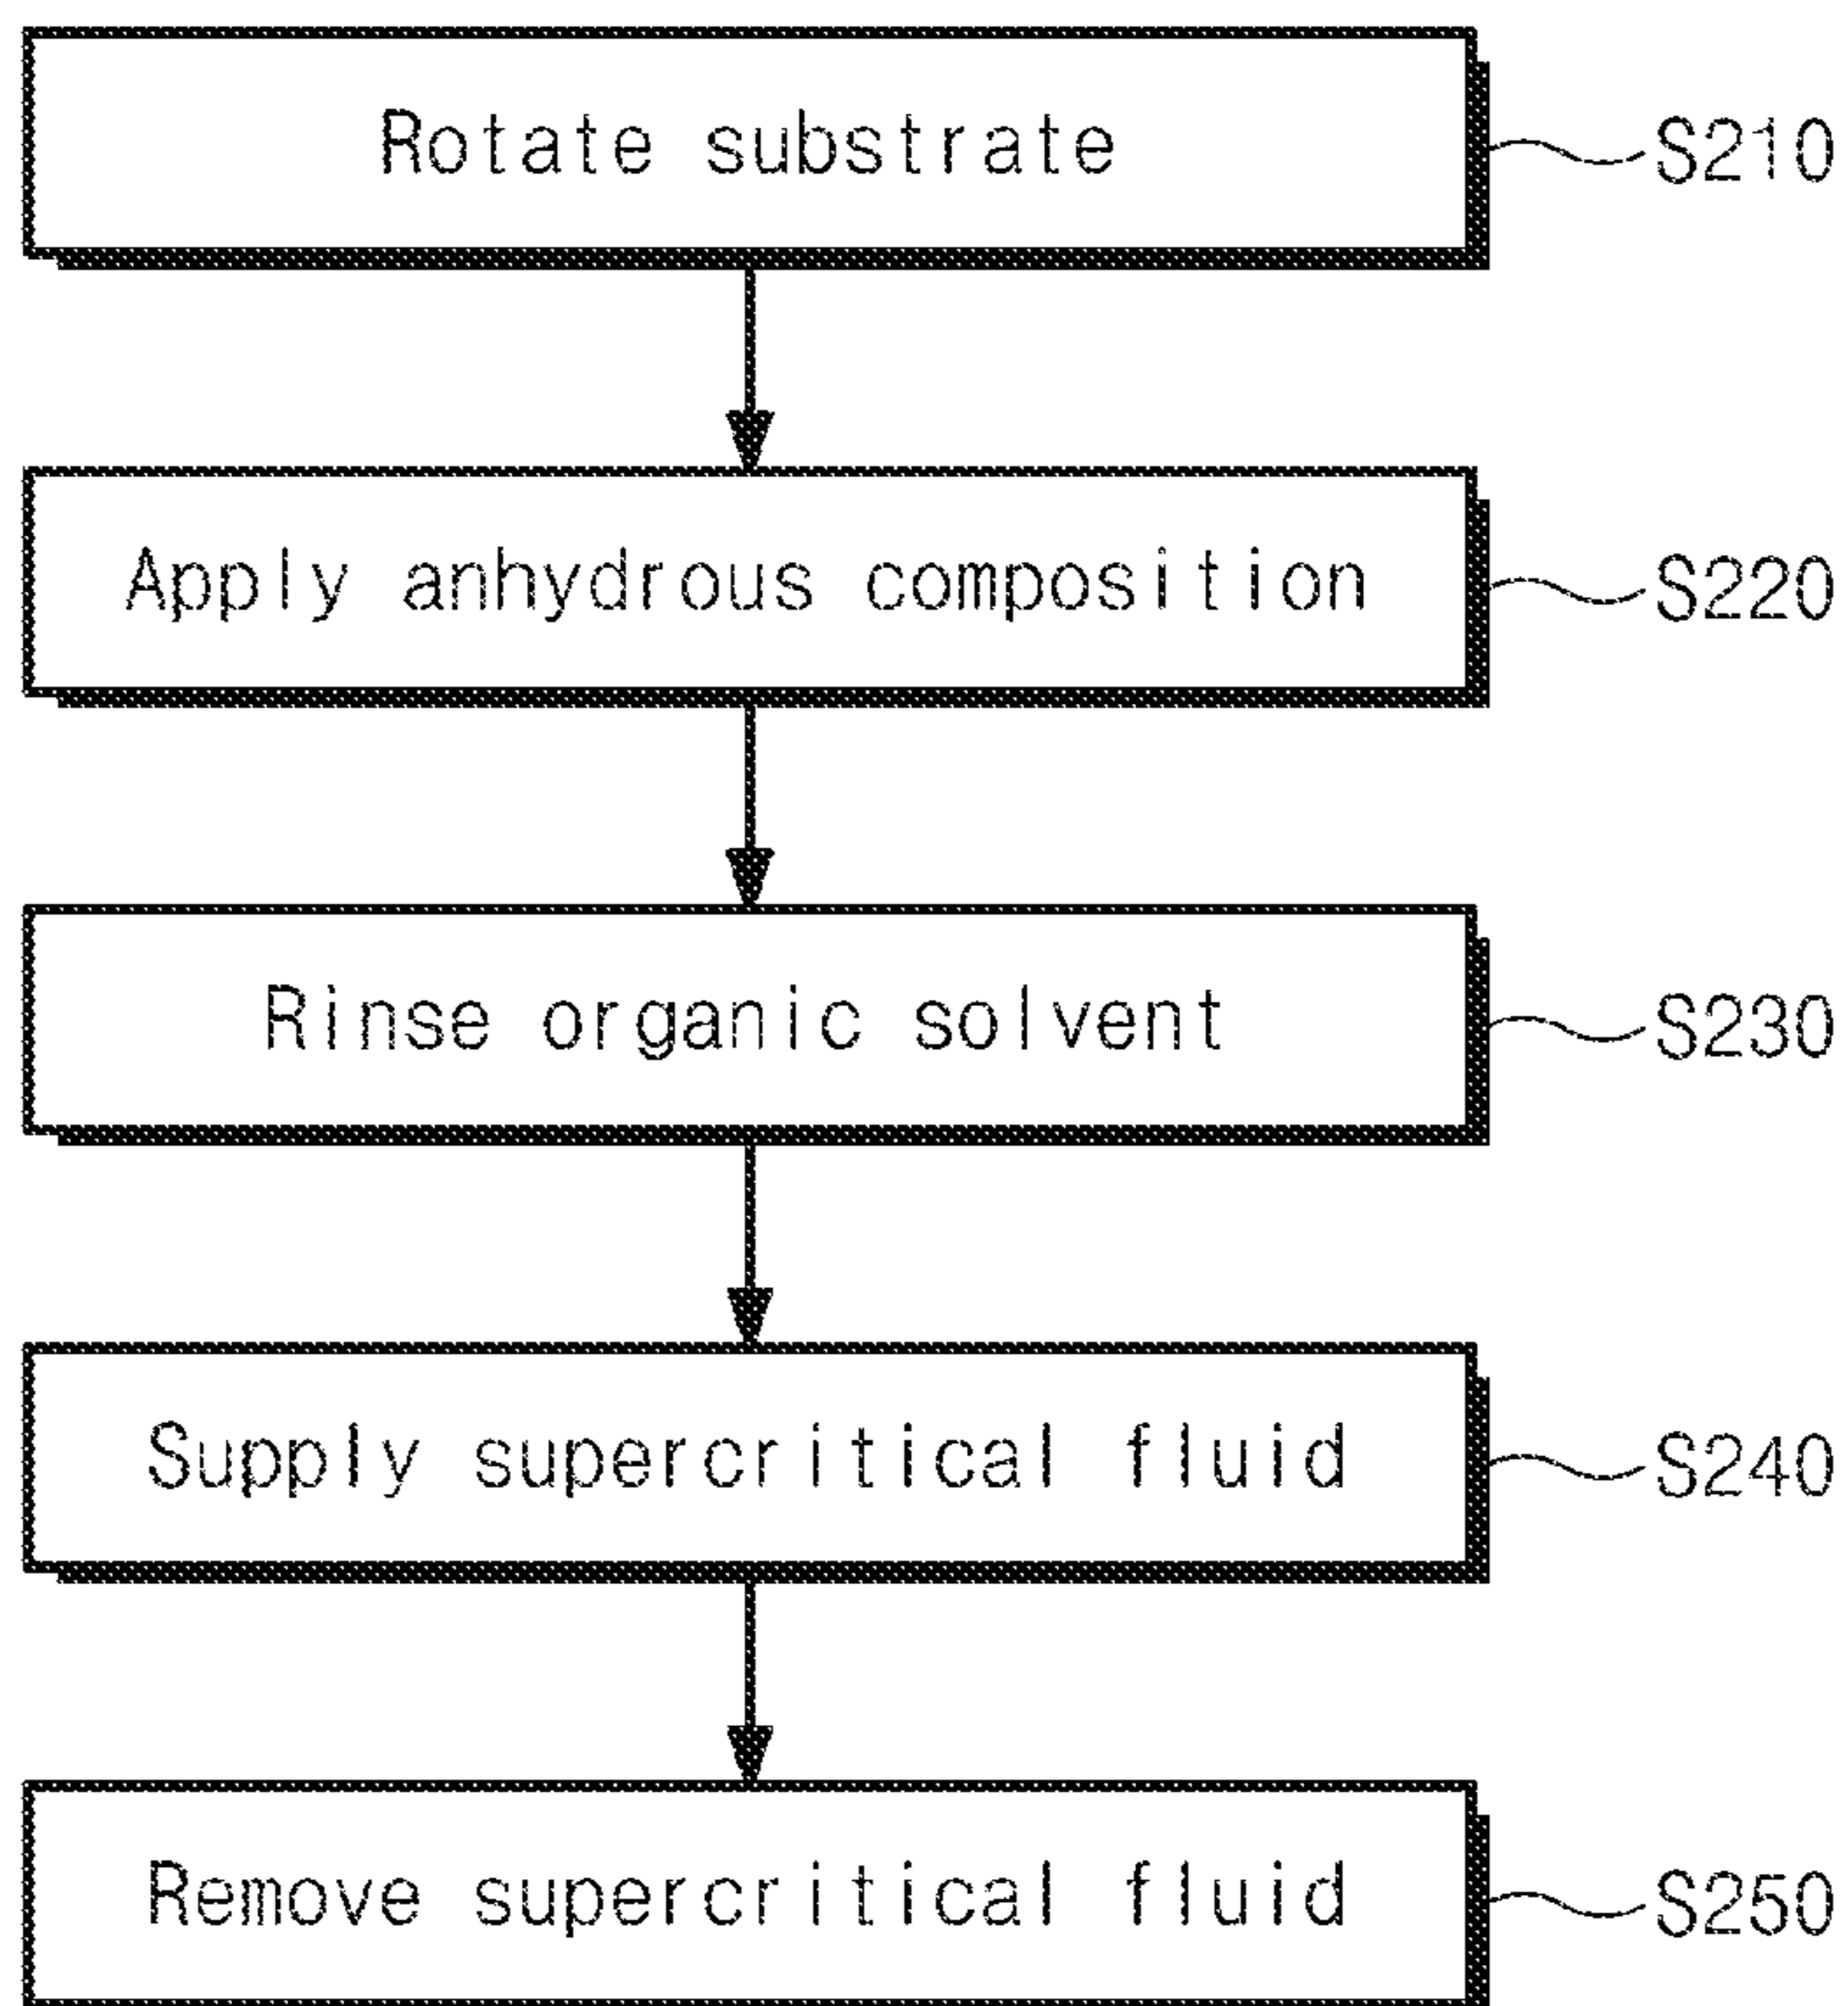 Rotate substrate S210
Apply anhydrous composition S220
Rinse organic solvent S230
Supply supercritical fluid S240
Remove supercritical fluid S250